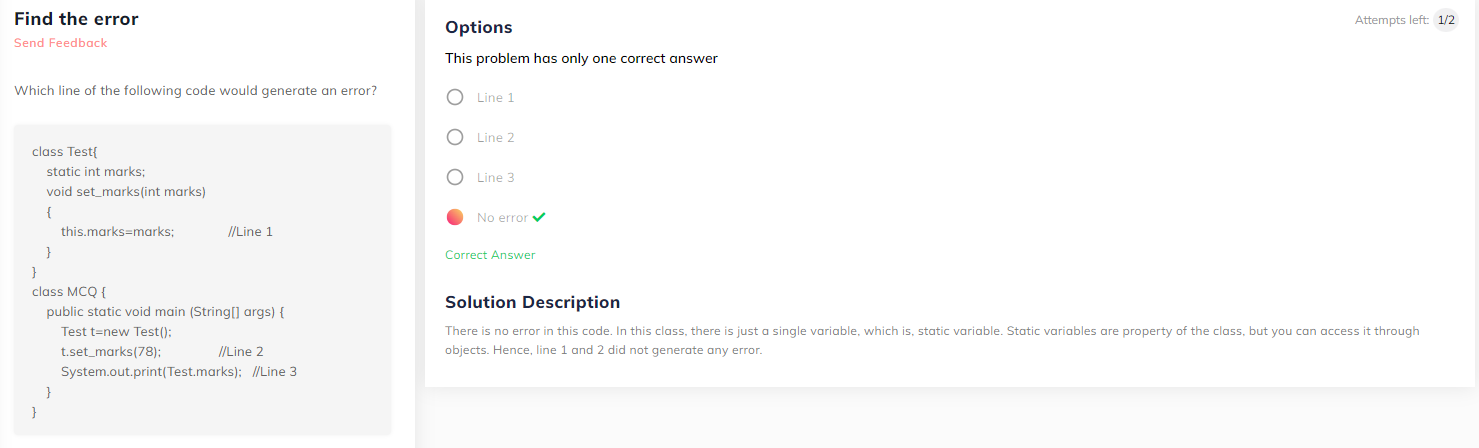 Find the error
Send Feedback
Which line of the following code would generate an error?
class Test{
static int marks;
void set_marks(int marks)
{
this.marks=marks; //Line 1
}
}
class MCQ {
public static void main (String[] args) {
Test t=new Test();
t.set_marks(78); //Line 2
System.out.print(Test.marks); //Line 3
}
}
Options
Attempts left: 1/2
This problem has only one correct answer
Line 1
Line 2
Line 3
No error
Correct Answer
Solution Description
There is no error in this code. In this class, there is just a single variable, which is, static variable. Static variables are property of the class, but you can access it through
objects. Hence, line 1 and 2 did not generate any error.